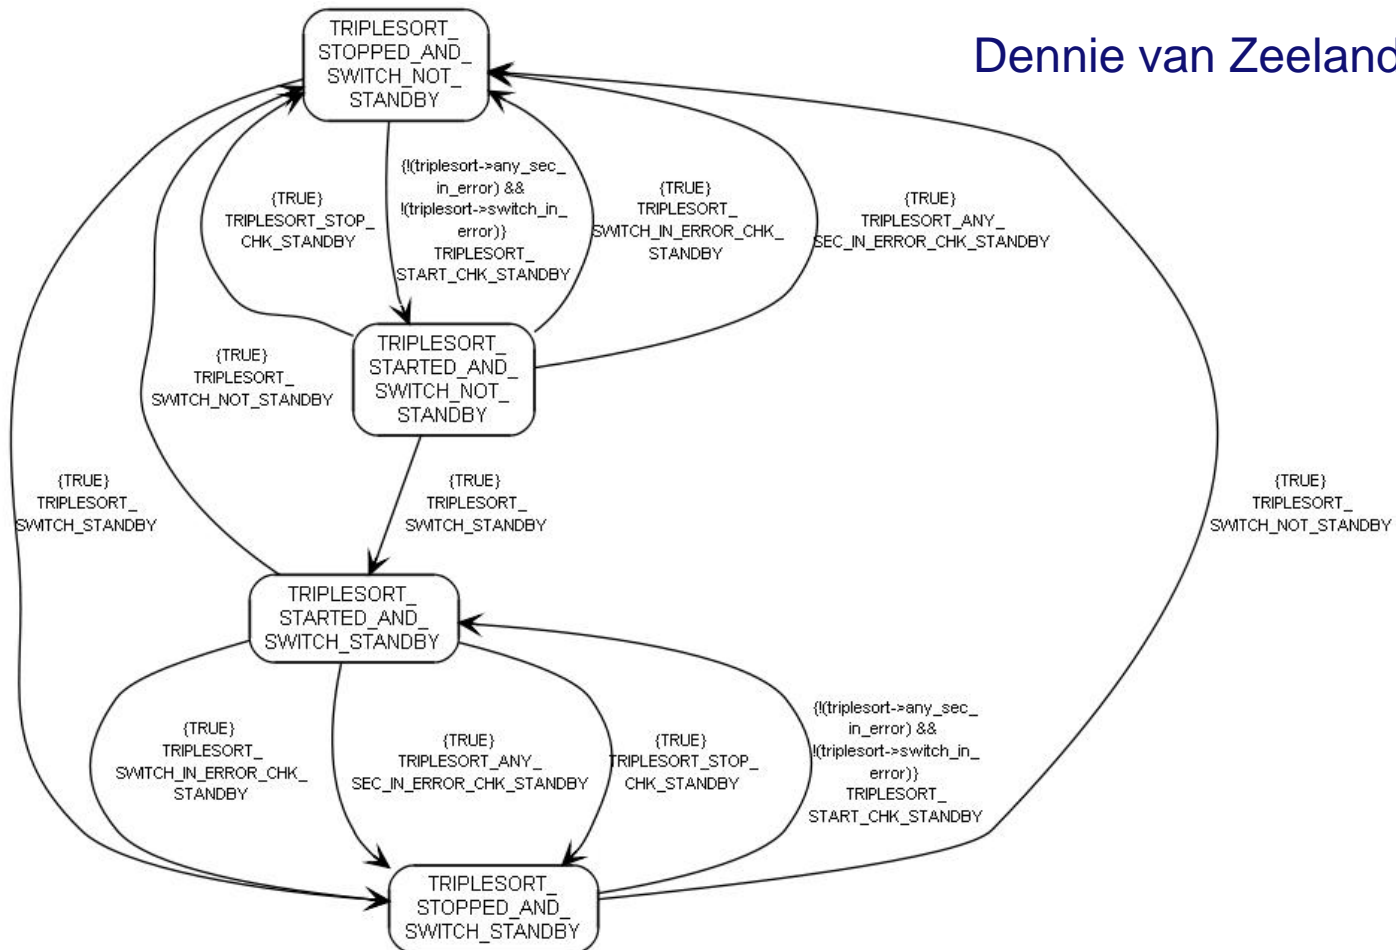 TRIPLESORT_
STOPPED_AND_
SWITCH_NOT_
STANDBY
Dennie van Zeeland
{!(triplesort->any_sec_
in_error) &&
!(triplesort->switch_in_
error)}
TRIPLESORT_
START_CHK_STANDBY
{TRUE}
TRIPLESORT_STOP_
CHK_STANDBY
{TRUE}
TRIPLESORT_
SWITCH_IN_ERROR_CHK_
STANDBY
{TRUE}
TRIPLESORT_ANY_
SEC_IN_ERROR_CHK_STANDBY
TRIPLESORT_
STARTED_AND_
SWITCH_NOT_
STANDBY
{TRUE}
TRIPLESORT_
SWITCH_NOT_STANDBY
{TRUE}
TRIPLESORT_
SWITCH_STANDBY
{TRUE}
TRIPLESORT_
SWITCH_STANDBY
{TRUE}
TRIPLESORT_
SWITCH_NOT_STANDBY
TRIPLESORT_
STARTED_AND_
SWITCH_STANDBY
{TRUE}
TRIPLESORT_
SWITCH_IN_ERROR_CHK_
STANDBY
{TRUE}
TRIPLESORT_ANY_
SEC_IN_ERROR_CHK_STANDBY
{TRUE}
TRIPLESORT_STOP_
CHK_STANDBY
{!(triplesort->any_sec_
in_error) &&
!(triplesort->switch_in_
error)}
TRIPLESORT_
START_CHK_STANDBY
TRIPLESORT_
STOPPED_AND_
SWITCH_STANDBY